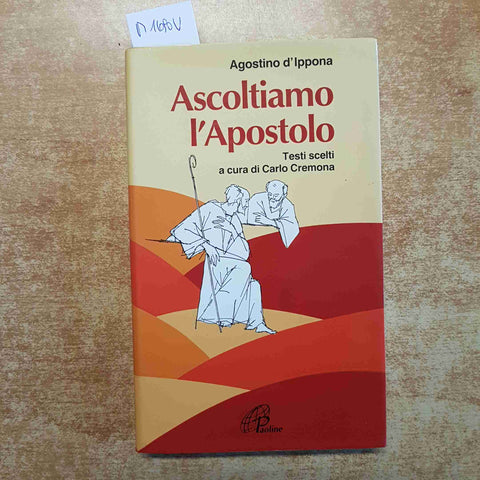 Agostino d'Ippona
Ascoltiamo
l'Apostolo
Testi scelti
a cura di Carlo Cremona
Paoline